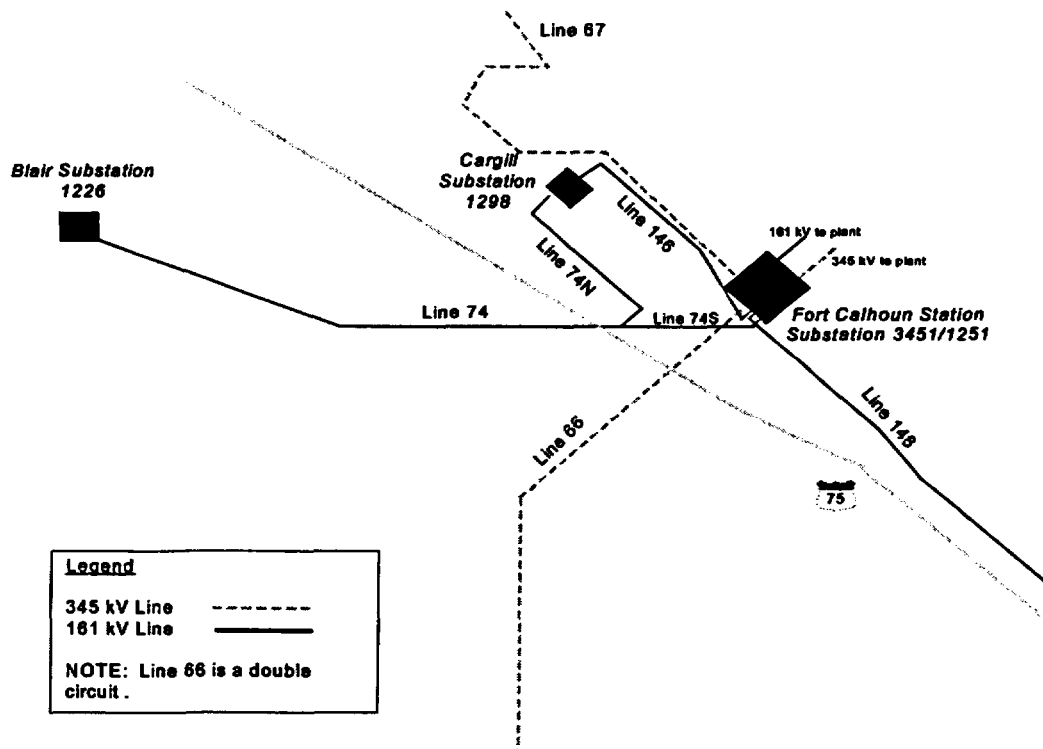 Line 67
Blair Substation
1226
Cargill
Substation
1298
Line 146
161 kV to plant
345 kV to plant
Line 74N
Line 74
Line 74S
Fort Calhoun Station
Substation 3451/1251
Line 148
Line 66
75
Legend
345 kV Line
161 kV Line
NOTE: Line 66 is a double
circuit .